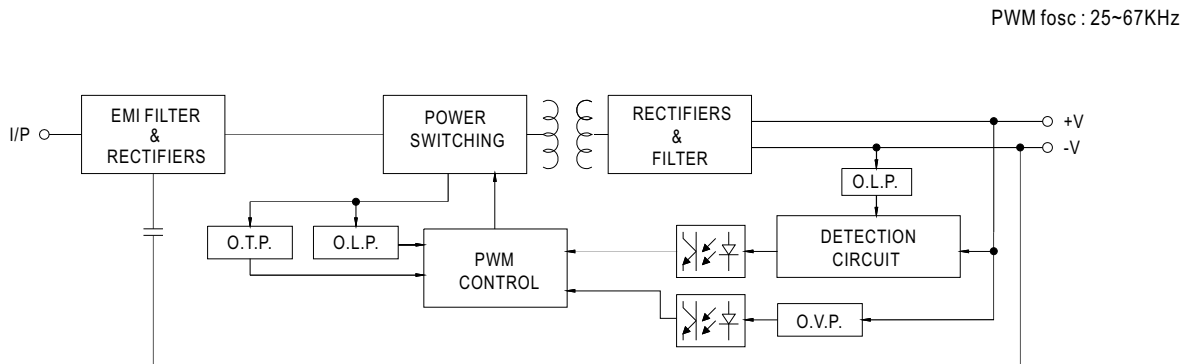 PWM fosc : 25~67KHz
I/P
EMI FILTER
&
RECTIFIERS
POWER
SWITCHING
RECTIFIERS
&
FILTER
+V
-V
O.L.P.
O.T.P.
O.L.P.
PWM
CONTROL
DETECTION
CIRCUIT
O.V.P.